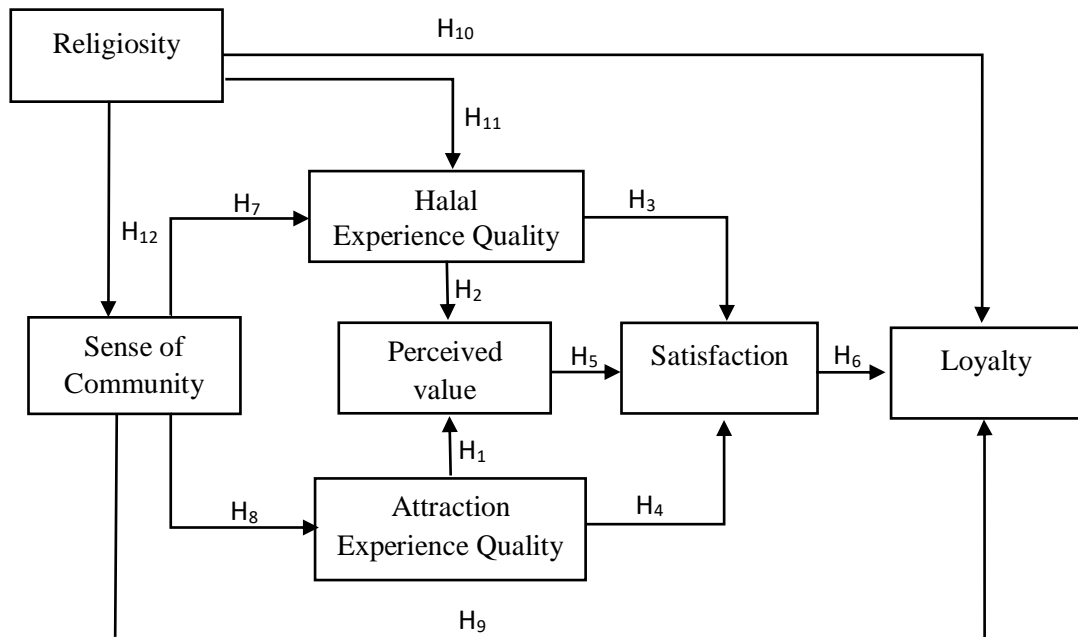 H₁₀
Religiosity
H₁₁
Halal
Experience Quality
H₇
H₃
H₁₂
H₂
Sense of
Community
Perceived
value
H₅
Satisfaction
H₆
Loyalty
H₁
Attraction
Experience Quality
H₈
H₄
H₉